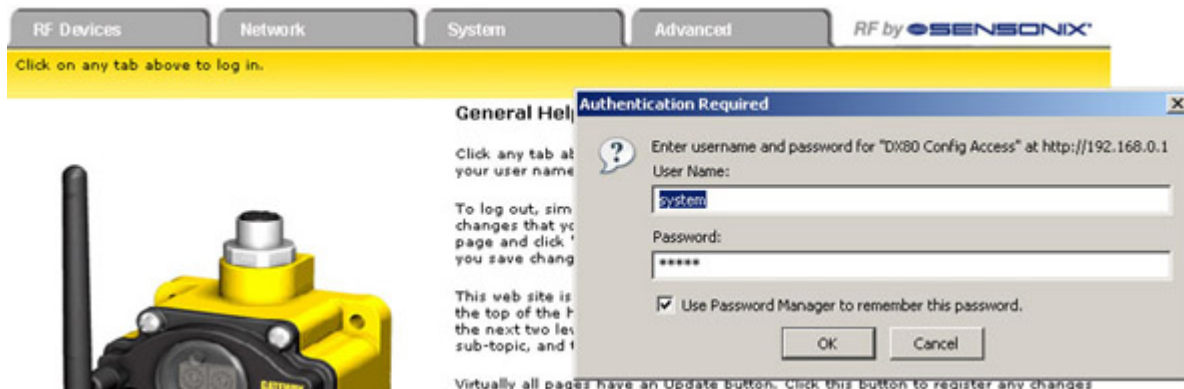 RF Devices
Network
System
Advanced
RF by SENSONIX
Click on any tab above to log in.
General Hel
Click any tab ab
your user name
To log out, sim
changes that yo
page and click "
you save chang
This web site is
the top of the h
the next two lev
sub-topic, and t
Virtually all pages have an Update button. Click this button to register any changes
Authentication Required
Enter username and password for "DX80 Config Access" at http://192.168.0.1
User Name:
system
Password:
*****
Use Password Manager to remember this password.
OK
Cancel
GATEWAY